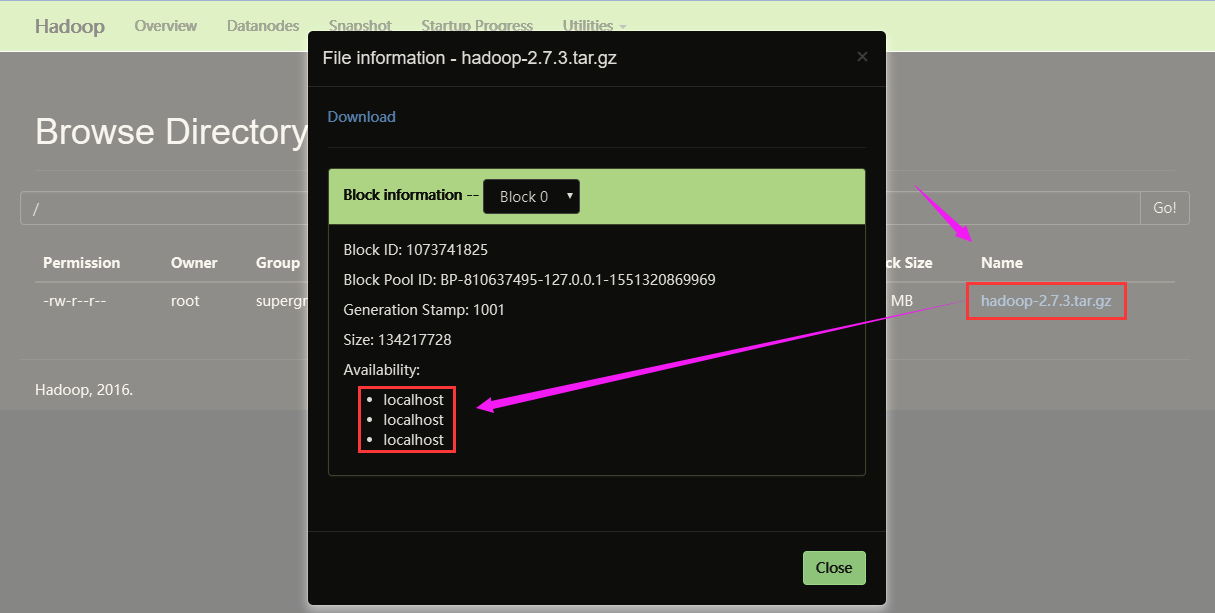 Hadoop Overview Datanodes Snapshot Startup Progress Utilities
File information - hadoop-2.7.3.tar.gz ×
Download
Browse Directory
Block information -- Block 0
/ Go!
Permission Owner Group ck Size Name
-rw-r--r-- root supergr MB hadoop-2.7.3.tar.gz
Block ID: 1073741825
Block Pool ID: BP-810637495-127.0.0.1-1551320869969
Generation Stamp: 1001
Size: 134217728
Availability:
• localhost
• localhost
• localhost
Hadoop, 2016.
Close